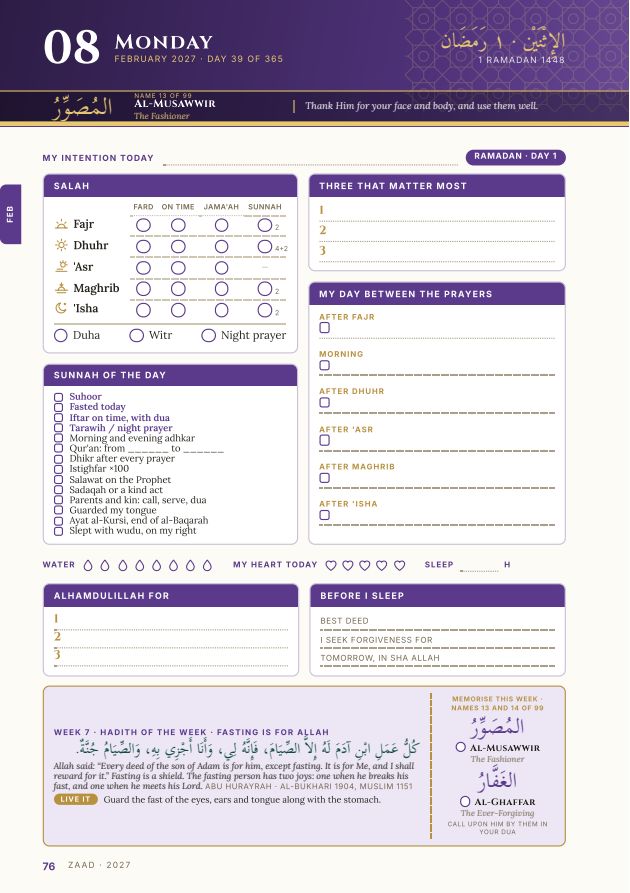 08 MONDAY
FEBRUARY 2027 · DAY 39 OF 365
الإِثْنَيْن · ١ رَمَضَان
1 RAMADAN 1448
المُصَوِّرُ
NAME 13 OF 99
AL-MUSAWWIR
The Fashioner
Thank Him for your face and body, and use them well.
MY INTENTION TODAY
RAMADAN · DAY 1
FEB
SALAH
FARD ON TIME JAMA'AH SUNNAH
Fajr 2
Dhuhr 4+2
'Asr —
Maghrib 2
'Isha 2
Duha Witr Night prayer
THREE THAT MATTER MOST
1
2
3
SUNNAH OF THE DAY
Suhoor
Fasted today
Iftar on time, with dua
Tarawih / night prayer
Morning and evening adhkar
Qur'an: from ______ to ______
Dhikr after every prayer
Istighfar ×100
Salawat on the Prophet
Sadaqah or a kind act
Parents and kin: call, serve, dua
Guarded my tongue
Ayat al-Kursi, end of al-Baqarah
Slept with wudu, on my right
MY DAY BETWEEN THE PRAYERS
AFTER FAJR
MORNING
AFTER DHUHR
AFTER 'ASR
AFTER MAGHRIB
AFTER 'ISHA
WATER MY HEART TODAY SLEEP H
ALHAMDULILLAH FOR
1
2
3
BEFORE I SLEEP
BEST DEED
I SEEK FORGIVENESS FOR
TOMORROW, IN SHA ALLAH
WEEK 7 · HADITH OF THE WEEK · FASTING IS FOR ALLAH
كُلُّ عَمَلِ ابْنِ آدَمَ لَهُ إِلاَّ الصِّيَامَ، فَإِنَّهُ لِي، وَأَنَا أَجْزِي بِهِ، وَالصِّيَامُ جُنَّةٌ.
Allah said: “Every deed of the son of Adam is for him, except fasting. It is for Me, and I shall
reward for it.” Fasting is a shield. The fasting person has two joys: one when he breaks his
fast, and one when he meets his Lord. ABU HURAYRAH · AL-BUKHARI 1904, MUSLIM 1151
LIVE IT Guard the fast of the eyes, ears and tongue along with the stomach.
MEMORISE THIS WEEK ·
NAMES 13 AND 14 OF 99
المُصَوِّرُ
AL-MUSAWWIR
The Fashioner
الغَفَّارُ
AL-GHAFFAR
The Ever-Forgiving
CALL UPON HIM BY THEM IN
YOUR DUA
76 ZAAD · 2027